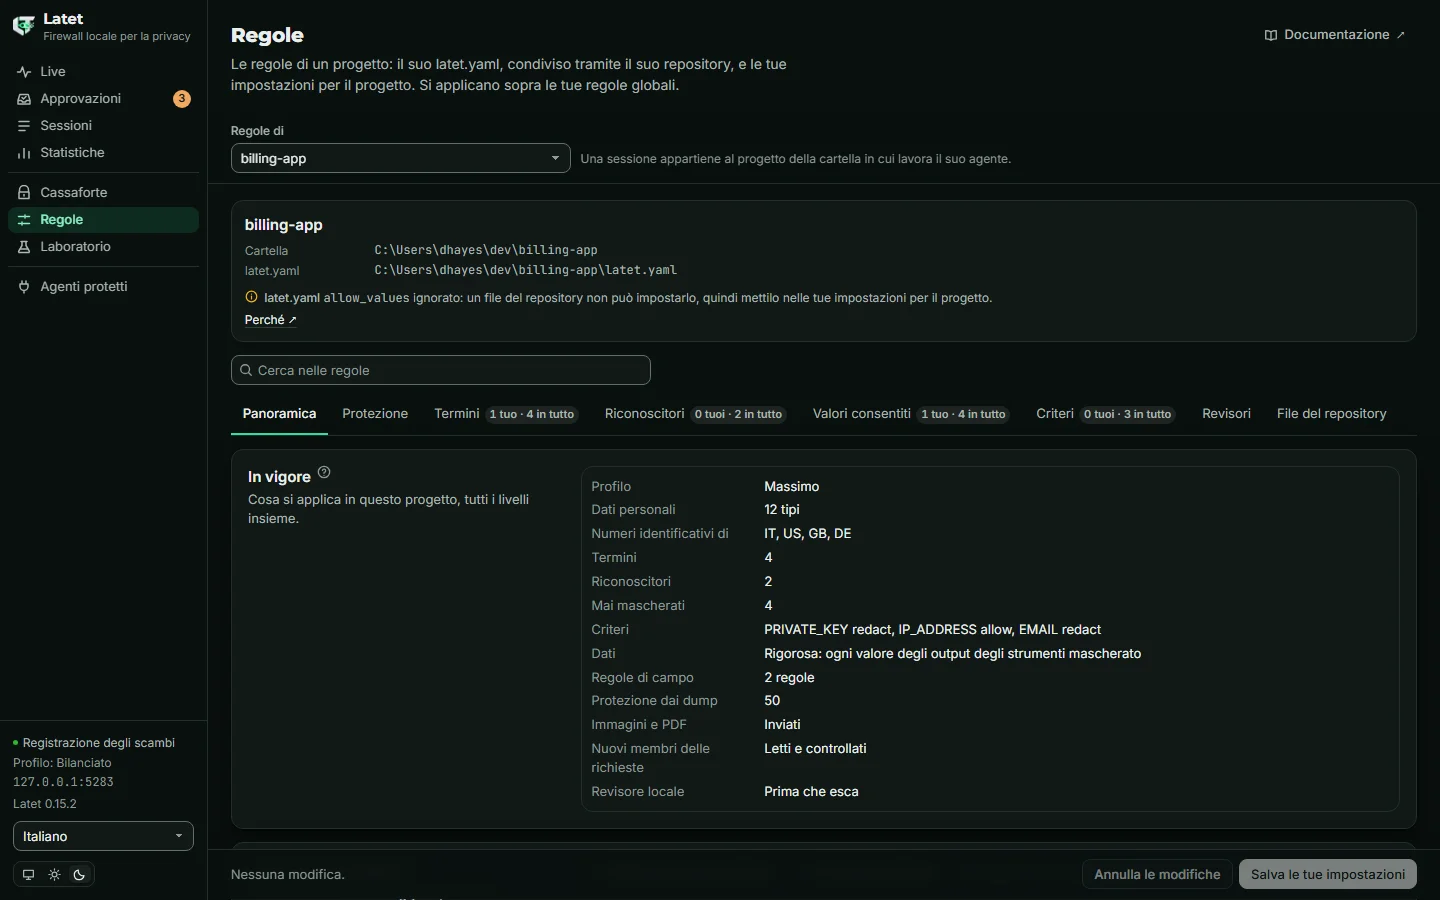 Latet
Firewall locale per la privacy
Live
Approvazioni 3
Sessioni
Statistiche
Cassaforte
Regole
Laboratorio
Agenti protetti
Registrazione degli scambi
Profilo: Bilanciato
127.0.0.1:5283
Latet 0.15.2
Italiano
Regole
Documentazione ↗
Le regole di un progetto: il suo latet.yaml, condiviso tramite il suo repository, e le tue
impostazioni per il progetto. Si applicano sopra le tue regole globali.
Regole di
billing-app
Una sessione appartiene al progetto della cartella in cui lavora il suo agente.
billing-app
Cartella C:\Users\dhayes\dev\billing-app
latet.yaml C:\Users\dhayes\dev\billing-app\latet.yaml
latet.yaml allow_values ignorato: un file del repository non può impostarlo, quindi mettilo nelle tue impostazioni per il progetto.
Perché ↗
Cerca nelle regole
Panoramica Protezione Termini 1 tuo · 4 in tutto Riconoscitori 0 tuoi · 2 in tutto Valori consentiti 1 tuo · 4 in tutto Criteri 0 tuoi · 3 in tutto Revisori File del repository
In vigore ?
Cosa si applica in questo progetto, tutti i livelli
insieme.
Profilo Massimo
Dati personali 12 tipi
Numeri identificativi di IT, US, GB, DE
Termini 4
Riconoscitori 2
Mai mascherati 4
Criteri PRIVATE_KEY redact, IP_ADDRESS allow, EMAIL redact
Dati Rigorosa: ogni valore degli output degli strumenti mascherato
Regole di campo 2 regole
Protezione dai dump 50
Immagini e PDF Inviati
Nuovi membri delle
richieste Letti e controllati
Revisore locale Prima che esca
Nessuna modifica.
Annulla le modifiche
Salva le tue impostazioni